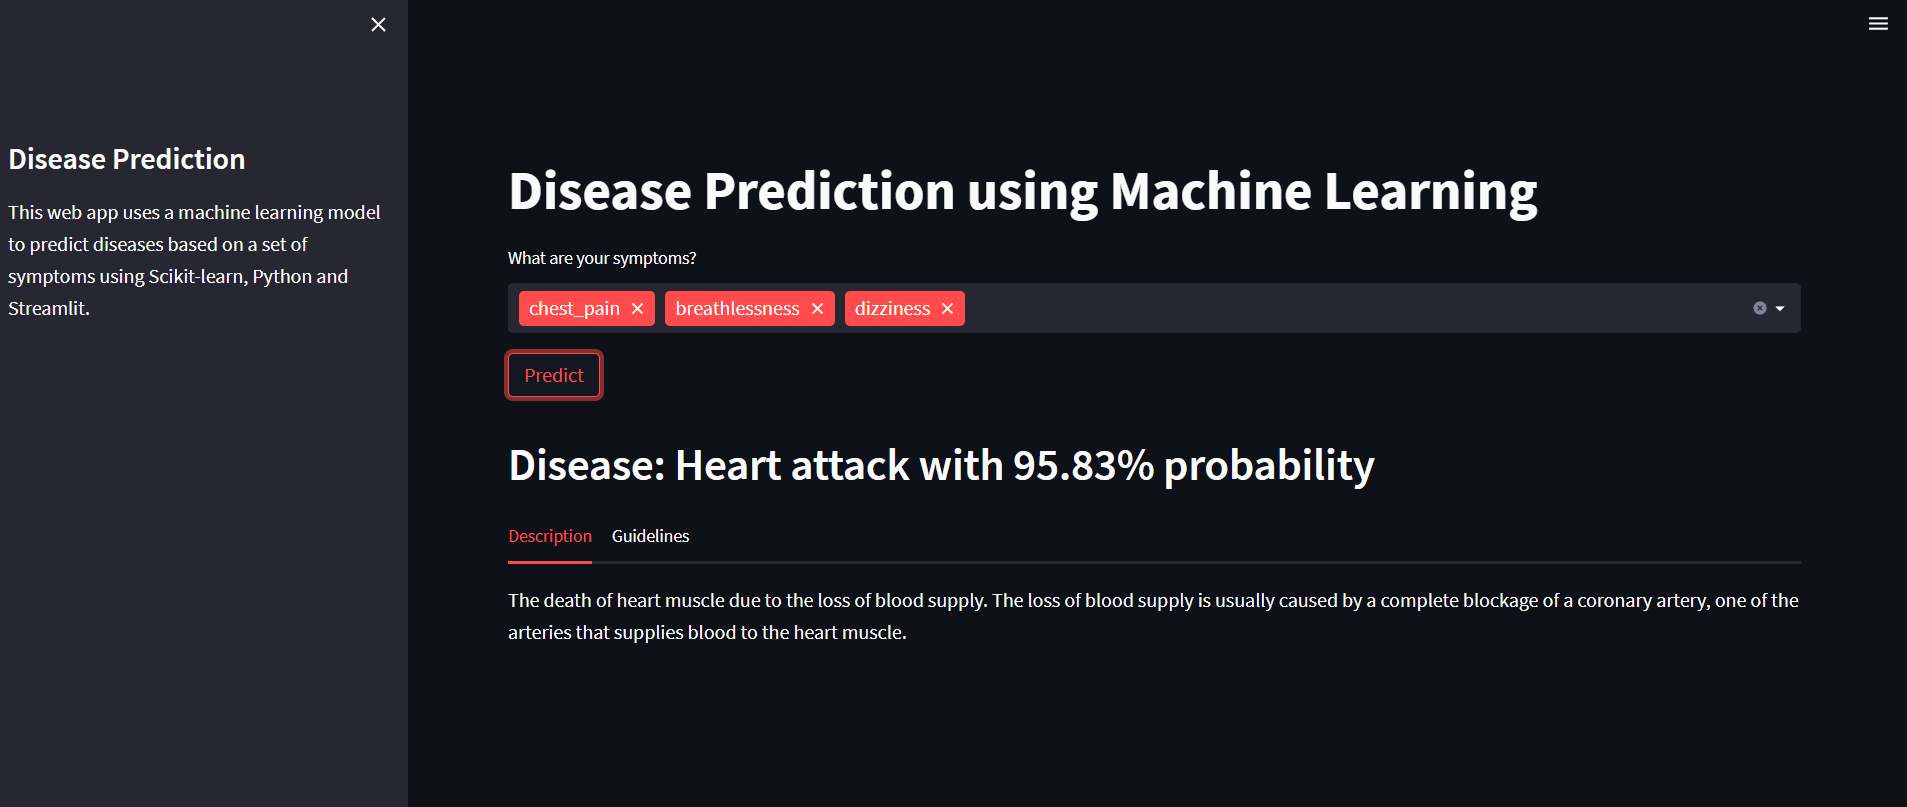 Disease Prediction
This web app uses a machine learning model
to predict diseases based on a set of
symptoms using Scikit-learn, Python and
Streamlit.
Disease Prediction using Machine Learning
What are your symptoms?
chest_pain breathlessness dizziness
Predict
Disease: Heart attack with 95.83% probability
Description Guidelines
The death of heart muscle due to the loss of blood supply. The loss of blood supply is usually caused by a complete blockage of a coronary artery, one of the
arteries that supplies blood to the heart muscle.